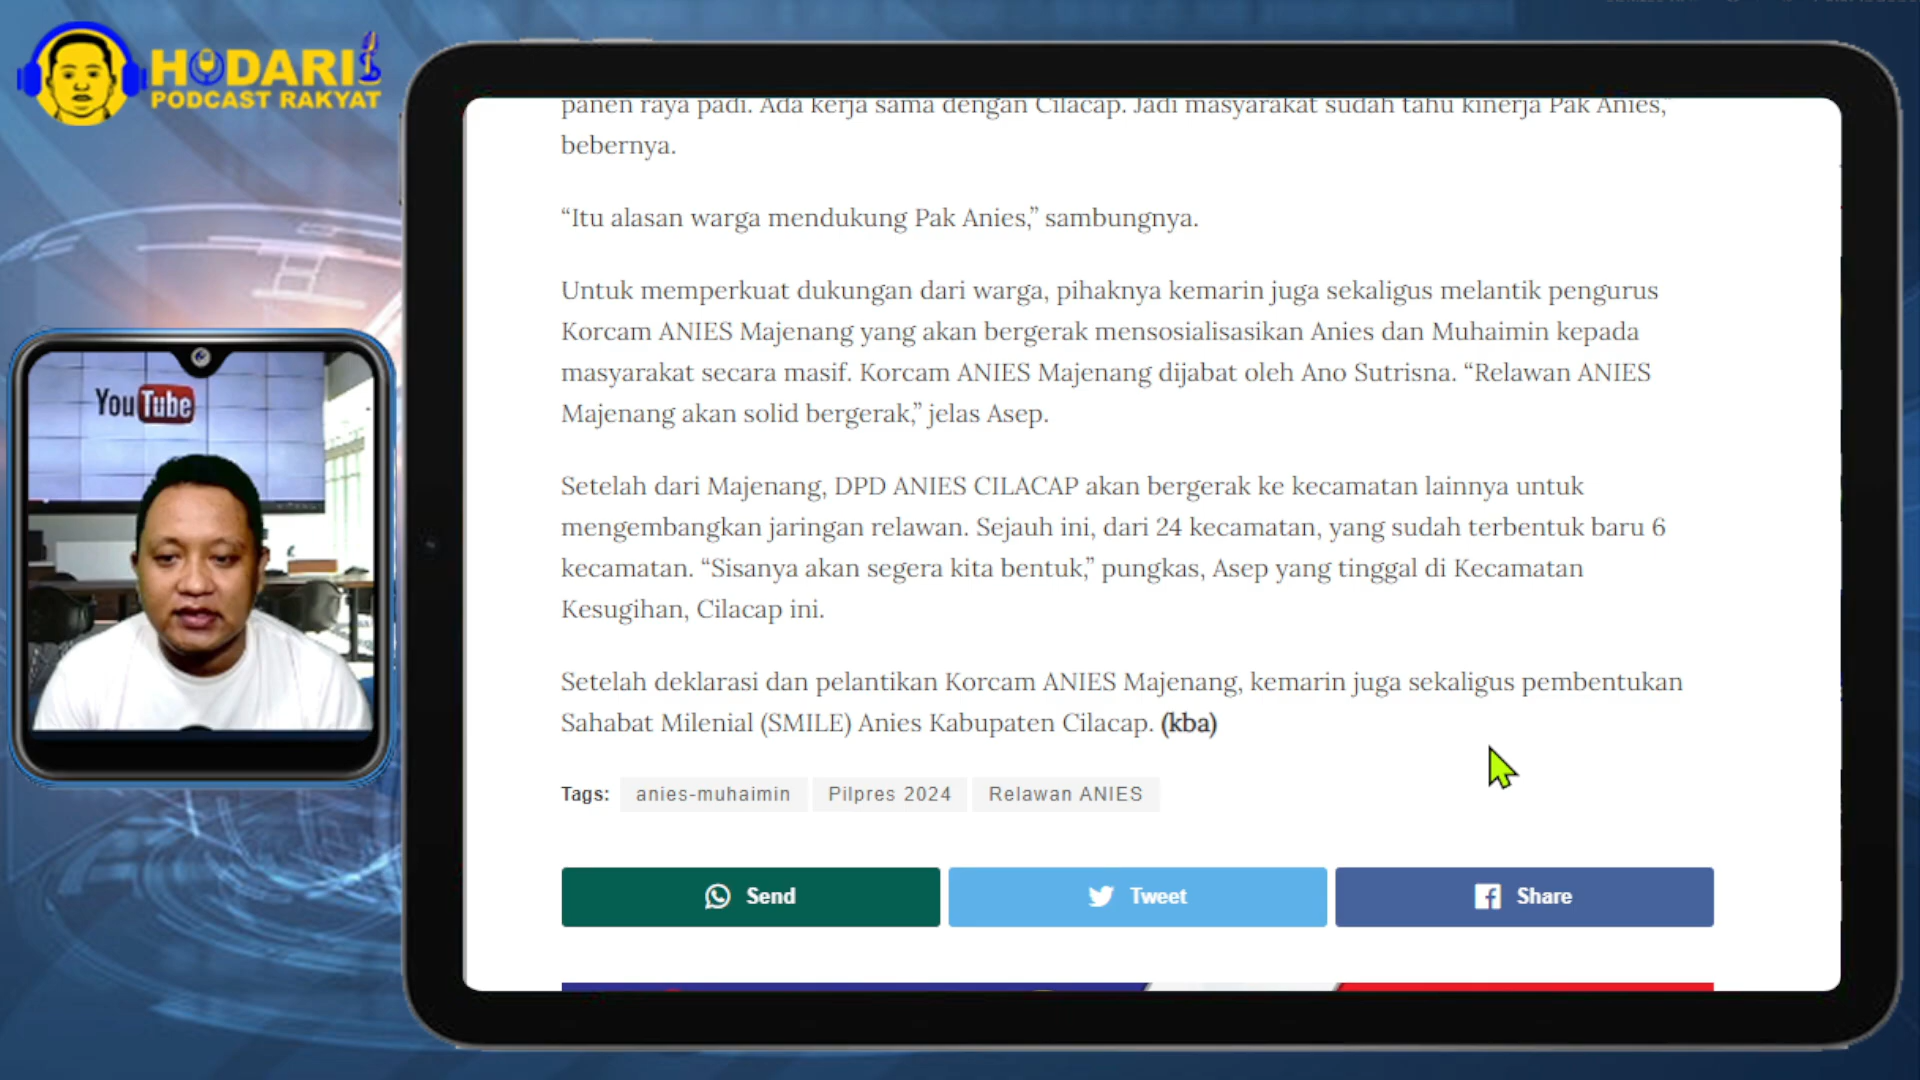 HODARI
PODCAST RAKYAT
YouTube
panen raya padi. Ada kerja sama dengan Cilacap. Jadi masyarakat sudah tahu kinerja Pak Anies,”
bebernya.
“Itu alasan warga mendukung Pak Anies,” sambungnya.
Untuk memperkuat dukungan dari warga, pihaknya kemarin juga sekaligus melantik pengurus
Korcam ANIES Majenang yang akan bergerak mensosialisasikan Anies dan Muhaimin kepada
masyarakat secara masif. Korcam ANIES Majenang dijabat oleh Ano Sutrisna. “Relawan ANIES
Majenang akan solid bergerak,” jelas Asep.
Setelah dari Majenang, DPD ANIES CILACAP akan bergerak ke kecamatan lainnya untuk
mengembangkan jaringan relawan. Sejauh ini, dari 24 kecamatan, yang sudah terbentuk baru 6
kecamatan. “Sisanya akan segera kita bentuk,” pungkas, Asep yang tinggal di Kecamatan
Kesugihan, Cilacap ini.
Setelah deklarasi dan pelantikan Korcam ANIES Majenang, kemarin juga sekaligus pembentukan
Sahabat Milenial (SMILE) Anies Kabupaten Cilacap. (kba)
Tags: anies-muhaimin Pilpres 2024 Relawan ANIES
Send Tweet Share